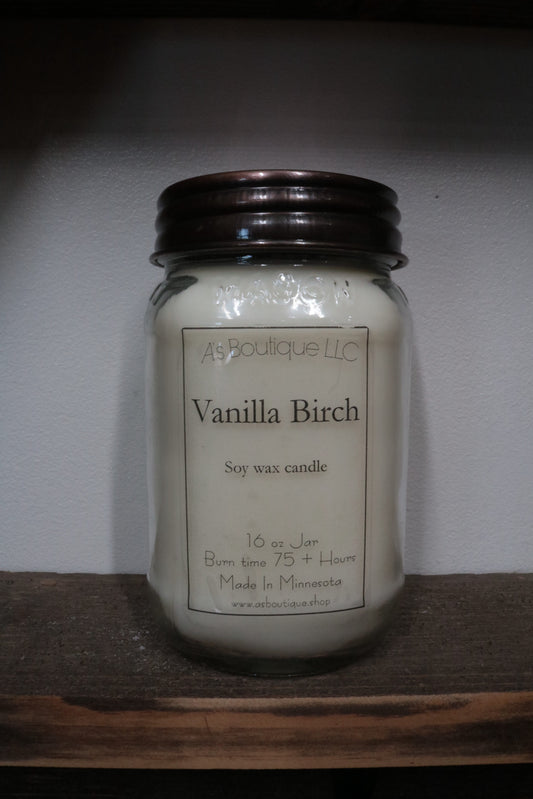 MASON
A's Boutique LLC
Vanilla Birch
Soy wax candle
16 oz Jar
Burn time 75 + Hours
Made In Minnesota
www.asboutique.shop